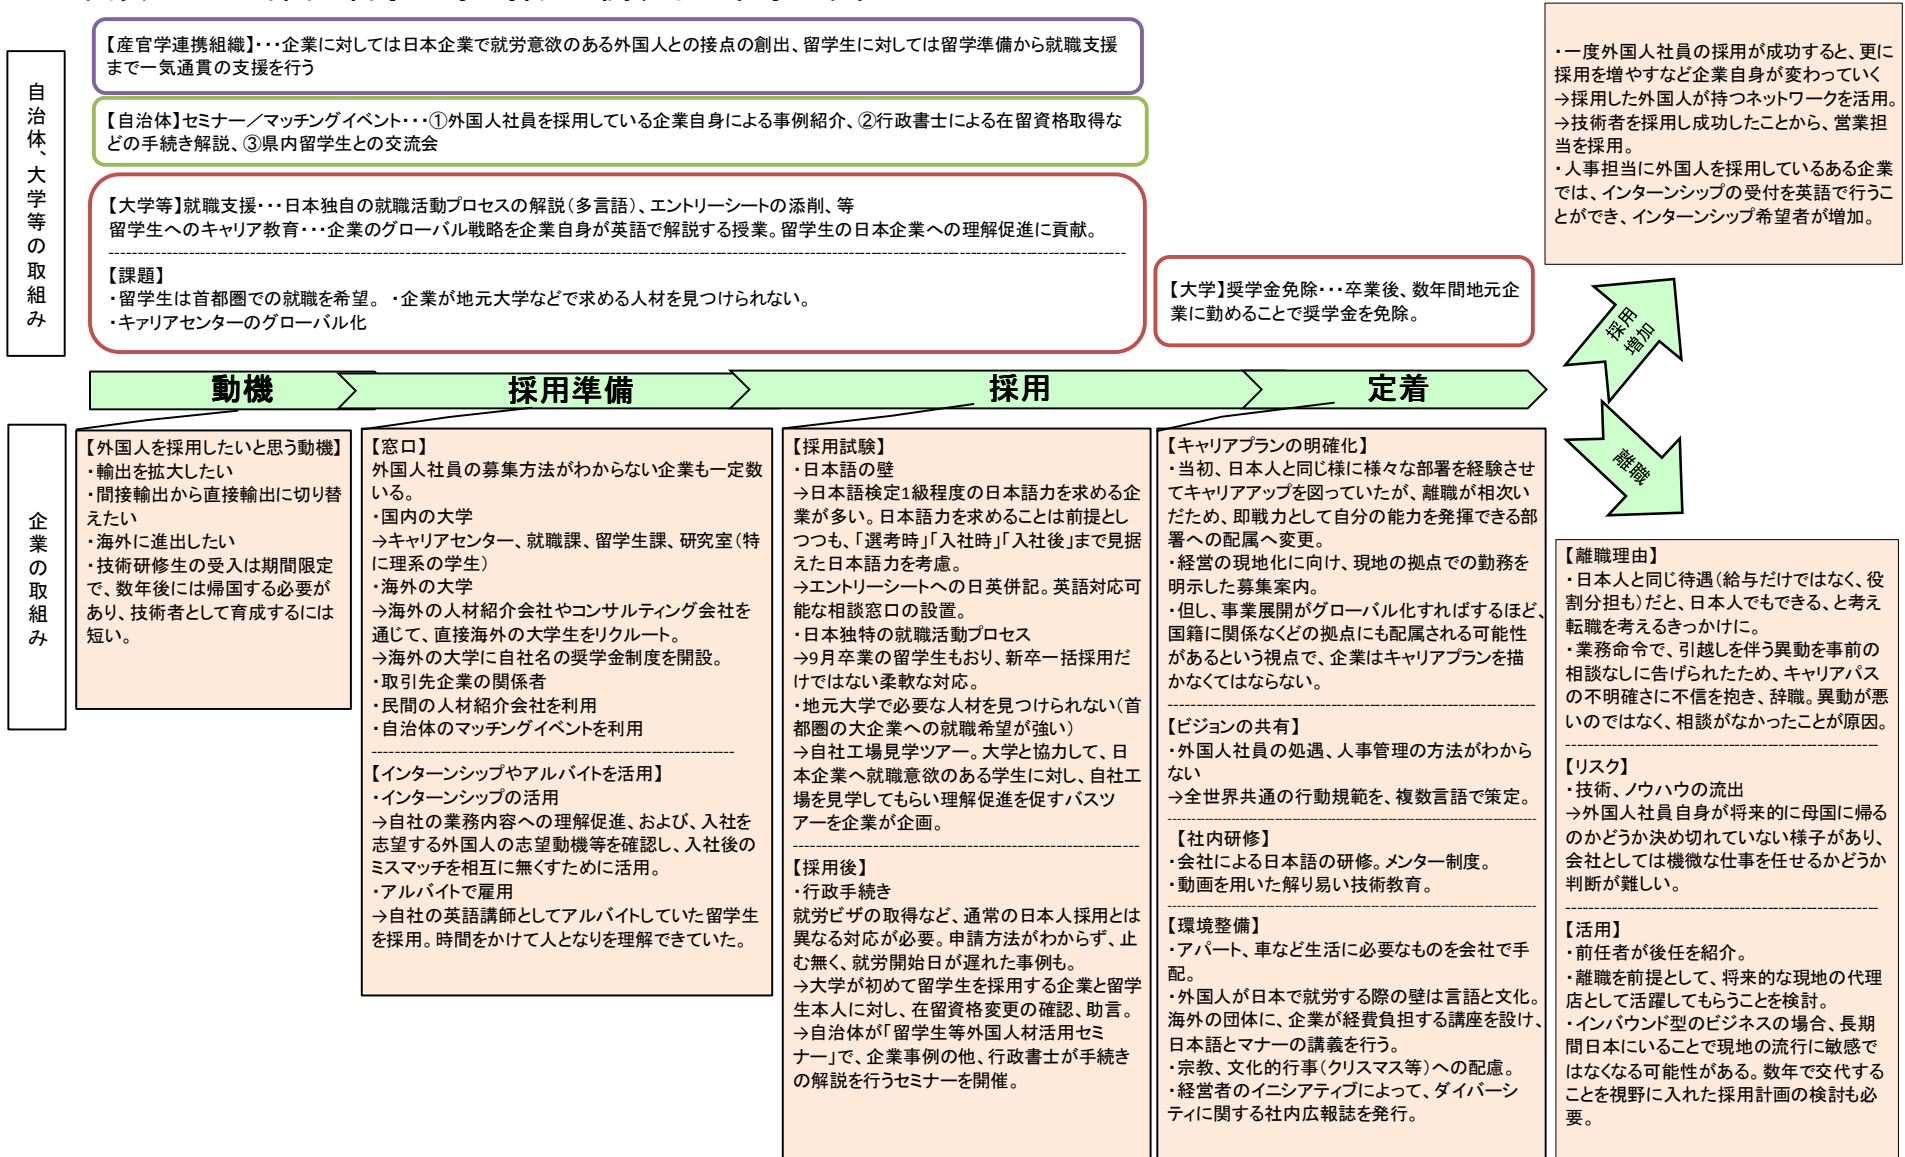 【産官学連携組織】・・・企業に対しては日本企業で就労意欲のある外国人との接点の創出、留学生に対しては留学準備から就職支援
まで一気通貫の支援を行う
自治体、大学等の取組み
【自治体】セミナー／マッチングイベント・・・①外国人社員を採用している企業自身による事例紹介、②行政書士による在留資格取得な
どの手続き解説、③県内留学生との交流会
【大学等】就職支援・・・日本独自の就職活動プロセスの解説（多言語）、エントリーシートの添削、等
留学生へのキャリア教育・・・企業のグローバル戦略を企業自身が英語で解説する授業。留学生の日本企業への理解促進に貢献。
【課題】
・留学生は首都圏での就職を希望。 ・企業が地元大学などで求める人材を見つけられない。
・キャリアセンターのグローバル化
【大学】奨学金免除・・・卒業後、数年間地元企
業に勤めることで奨学金を免除。
・一度外国人社員の採用が成功すると、更に
採用を増やすなど企業自身が変わっていく
→採用した外国人が持つネットワークを活用。
→技術者を採用し成功したことから、営業担
当を採用。
・人事担当に外国人を採用しているある企業
では、インターンシップの受付を英語で行うこ
とができ、インターンシップ希望者が増加。
採用
増加
動機
採用準備
採用
定着
離職
企業の取組み
【外国人を採用したいと思う動機】
・輸出を拡大したい
・間接輸出から直接輸出に切り替
えたい
・海外に進出したい
・技術研修生の受入は期間限定
で、数年後には帰国する必要が
あり、技術者として育成するには
短い。
【窓口】
外国人社員の募集方法がわからない企業も一定数
いる。
・国内の大学
→キャリアセンター、就職課、留学生課、研究室（特
に理系の学生）
・海外の大学
→海外の人材紹介会社やコンサルティング会社を
通じて、直接海外の大学生をリクルート。
→海外の大学に自社名の奨学金制度を開設。
・取引先企業の関係者
・民間の人材紹介会社を利用
・自治体のマッチングイベントを利用
【インターンシップやアルバイトを活用】
・インターンシップの活用
→自社の業務内容への理解促進、および、入社を
志望する外国人の志望動機等を確認し、入社後の
ミスマッチを相互に無くすために活用。
・アルバイトで雇用
→自社の英語講師としてアルバイトしていた留学生
を採用。時間をかけて人となりを理解できていた。
【採用試験】
・日本語の壁
→日本語検定1級程度の日本語力を求める企
業が多い。日本語力を求めることは前提とし
つつも、「選考時」「入社時」「入社後」まで見据
えた日本語力を考慮。
→エントリーシートへの日英併記。英語対応可
能な相談窓口の設置。
・日本独特の就職活動プロセス
→9月卒業の留学生もおり、新卒一括採用だ
けではない柔軟な対応。
・地元大学で必要な人材を見つけられない（首
都圏の大企業への就職希望が強い）
→自社工場見学ツアー。大学と協力して、日
本企業へ就職意欲のある学生に対し、自社工
場を見学してもらい理解促進を促すバスツ
アーを企業が企画。
【採用後】
・行政手続き
就労ビザの取得など、通常の日本人採用とは
異なる対応が必要。申請方法がわからず、止
む無く、就労開始日が遅れた事例も。
→大学が初めて留学生を採用する企業と留学
生本人に対し、在留資格変更の確認、助言。
→自治体が「留学生等外国人材活用セミ
ナー」で、企業事例の他、行政書士が手続き
の解説を行うセミナーを開催。
【キャリアプランの明確化】
・当初、日本人と同じ様に様々な部署を経験させ
てキャリアアップを図っていたが、離職が相次い
だため、即戦力として自分の能力を発揮できる部
署への配属へ変更。
・経営の現地化に向け、現地の拠点での勤務を
明示した募集案内。
・但し、事業展開がグローバル化すればするほど、
国籍に関係なくどの拠点にも配属される可能性
があるという視点で、企業はキャリアプランを描
かなくてはならない。
【ビジョンの共有】
・外国人社員の処遇、人事管理の方法がわから
ない
→全世界共通の行動規範を、複数言語で策定。
【社内研修】
・会社による日本語の研修。メンター制度。
・動画を用いた解り易い技術教育。
【環境整備】
・アパート、車など生活に必要なものを会社で手
配。
・外国人が日本で就労する際の壁は言語と文化。
海外の団体に、企業が経費負担する講座を設け、
日本語とマナーの講義を行う。
・宗教、文化的行事（クリスマス等）への配慮。
・経営者のイニシアティブによって、ダイバーシ
ティに関する社内広報誌を発行。
【離職理由】
・日本人と同じ待遇（給与だけではなく、役
割分担も）だと、日本人でもできる、と考え
転職を考えるきっかけに。
・業務命令で、引越しを伴う異動を事前の
相談なしに告げられたため、キャリアパス
の不明確さに不信を抱き、辞職。異動が悪
いのではなく、相談がなかったことが原因。
【リスク】
・技術、ノウハウの流出
→外国人社員自身が将来的に母国に帰る
のかどうか決め切れていない様子があり、
会社としては機微な仕事を任せるかどうか
判断が難しい。
【活用】
・前任者が後任を紹介。
・離職を前提として、将来的な現地の代理
店として活躍してもらうことを検討。
・インバウンド型のビジネスの場合、長期
間日本にいることで現地の流行に敏感で
はなくなる可能性がある。数年で交代する
ことを視野に入れた採用計画の検討も必
要。